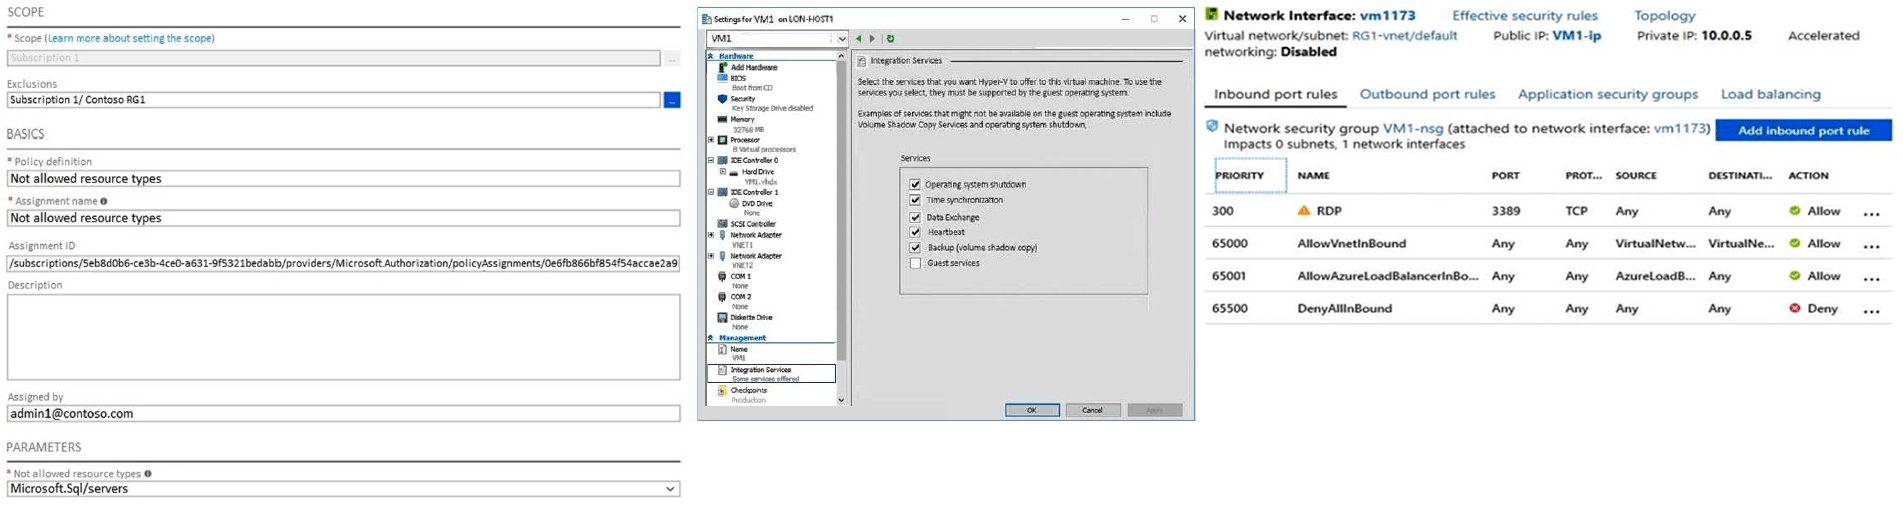 SCOPE
* Scope (Learn more about setting the scope)
Subscription 1
...
Exclusions
Subscription 1/ Contoso RG1
...
BASICS
* Policy definition
Not allowed resource types
* Assignment name
Not allowed resource types
Assignment ID
/subscriptions/5eb8d0b6-ce3b-4ce0-a631-9f5321bedabb/providers/Microsoft.Authorization/policyAssignments/0e6fb866bf854f54accae2a9
Description
Assigned by
admin1@contoso.com
PARAMETERS
* Not allowed resource types
Microsoft.Sql/servers
Settings for VM1 on LON-HOST1
VM1
Hardware
Add Hardware
BIOS
Boot from CD
Security
Key Storage Drive disabled
Memory
32768 MB
Processor
8 Virtual processors
IDE Controller 0
Hard Drive
VM1.vhdx
IDE Controller 1
DVD Drive
None
SCSI Controller
Network Adapter
VNET1
Network Adapter
VNET2
COM 1
None
COM 2
None
Diskette Drive
None
Management
Name
VM1
Integration Services
Some services offered
Checkpoints
Production
Integration Services
Select the services that you want Hyper-V to offer to this virtual machine. To use the
services you select, they must be supported by the guest operating system.
Examples of services that might not be available on the guest operating system include
Volume Shadow Copy Services and operating system shutdown,
Services
Operating system shutdown
Time synchronization
Data Exchange
Heartbeat
Backup (volume shadow copy)
Guest services
OK Cancel Apply
Network Interface: vm1173 Effective security rules Topology
Virtual network/subnet: RG1-vnet/default Public IP: VM1-ip Private IP: 10.0.0.5 Accelerated
networking: Disabled
Inbound port rules Outbound port rules Application security groups Load balancing
Network security group VM1-nsg (attached to network interface: vm1173) Add inbound port rule
Impacts 0 subnets, 1 network interfaces
PRIORITY NAME PORT PROT... SOURCE DESTINATI... ACTION
300 RDP 3389 TCP Any Any Allow ...
65000 AllowVnetInBound Any Any VirtualNetw... VirtualNe... Allow ...
65001 AllowAzureLoadBalancerInBo... Any Any AzureLoadB... Any Allow ...
65500 DenyAllInBound Any Any Any Any Deny ...